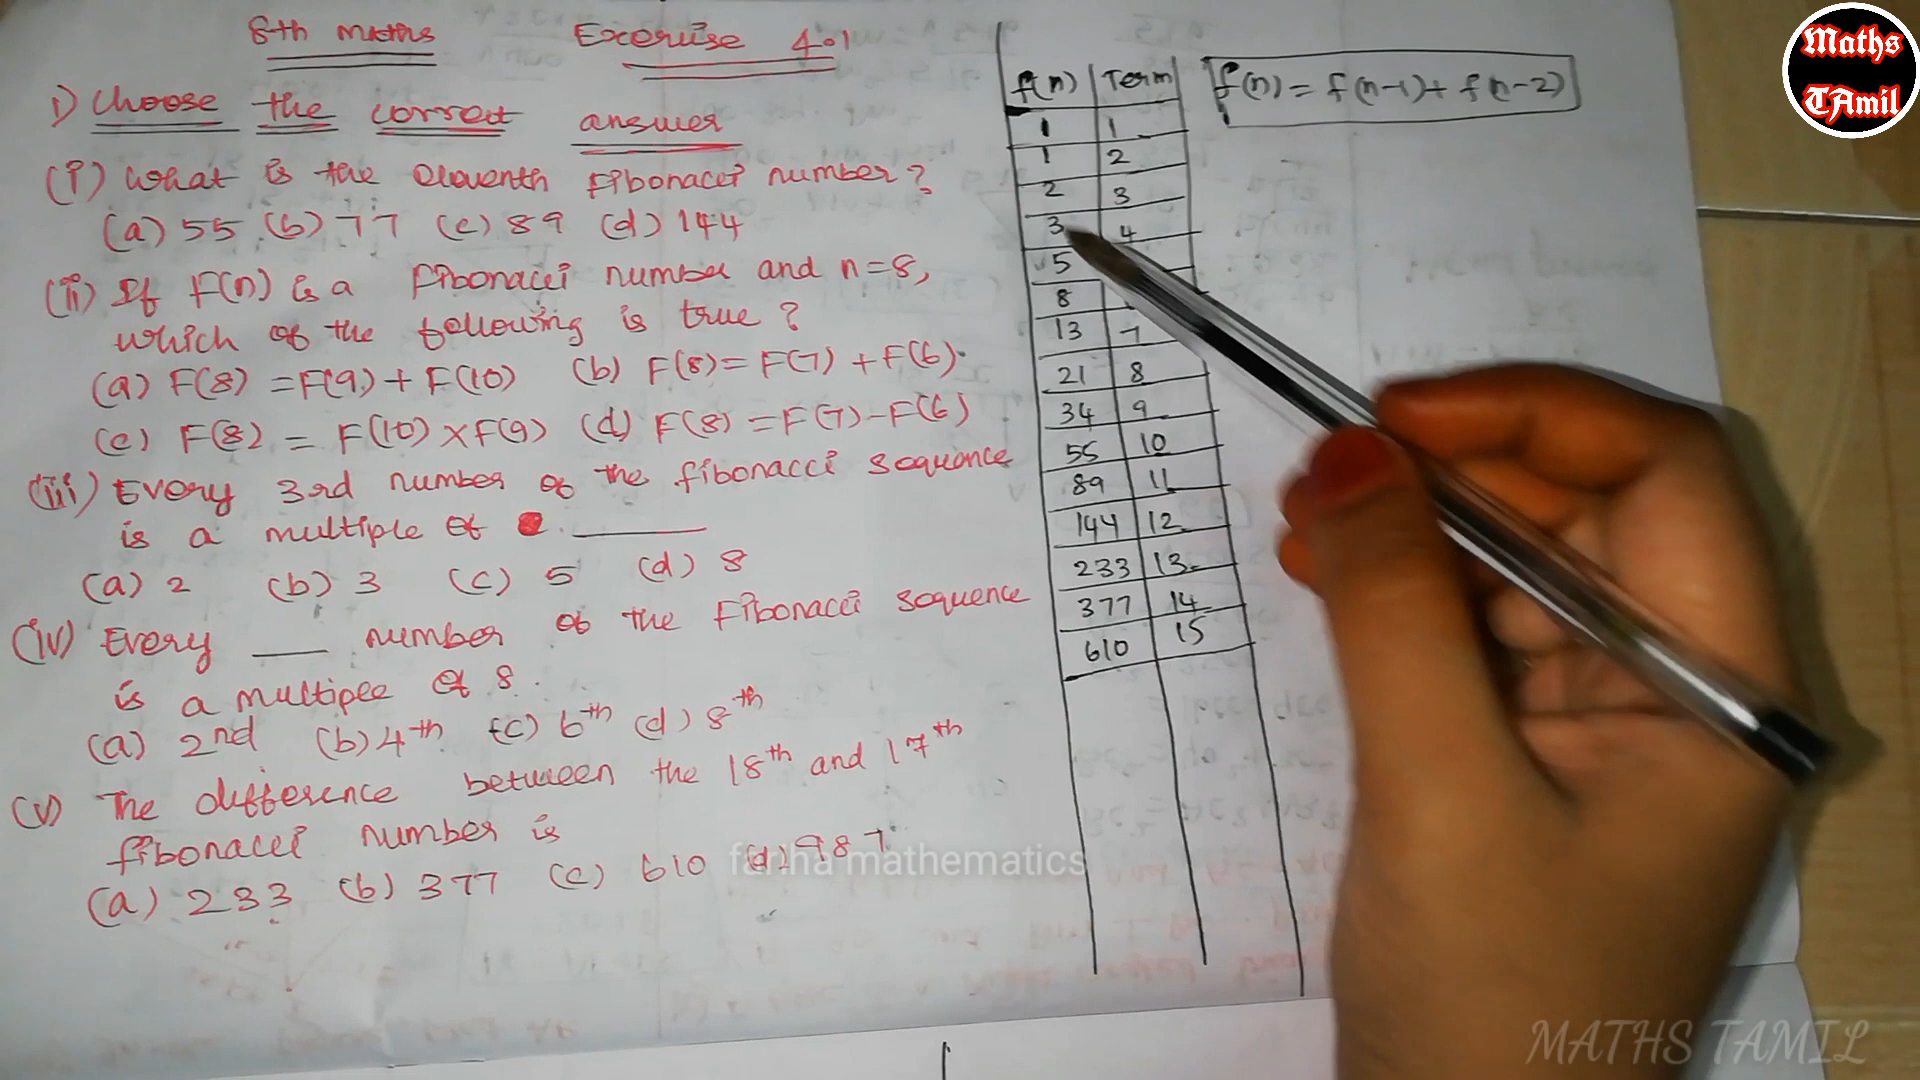 8th maths Exercise 4.1
1) Choose the correct answer
(i) What is the eleventh Fibonacci number?
(a) 55 (b) 77 (c) 89 (d) 144
(ii) If F(n) is a Fibonacci number and n=8,
which of the following is true?
(a) F(8) = F(9) + F(10) (b) F(8) = F(7) + F(6)
(c) F(8) = F(10) × F(9) (d) F(8) = F(7) - F(6)
(iii) Every 3rd number of the fibonacci sequence
is a multiple of ______
(a) 2 (b) 3 (c) 5 (d) 8
(iv) Every ___ number of the Fibonacci sequence
is a multiple of 8.
(a) 2nd (b) 4th (c) 6th (d) 8th
(v) The difference between the 18th and 17th
fibonacci number is
(a) 233 (b) 377 (c) 610 (d) 987
f(n) Term
1 1
1 2
2 3
3 4
5
8
13 7
21 8
34 9
55 10
89 11
144 12
233 13
377 14
610 15
f(n) = f(n-1) + f(n-2)
Maths
TAmil
fariha mathematics
MATHS TAMIL